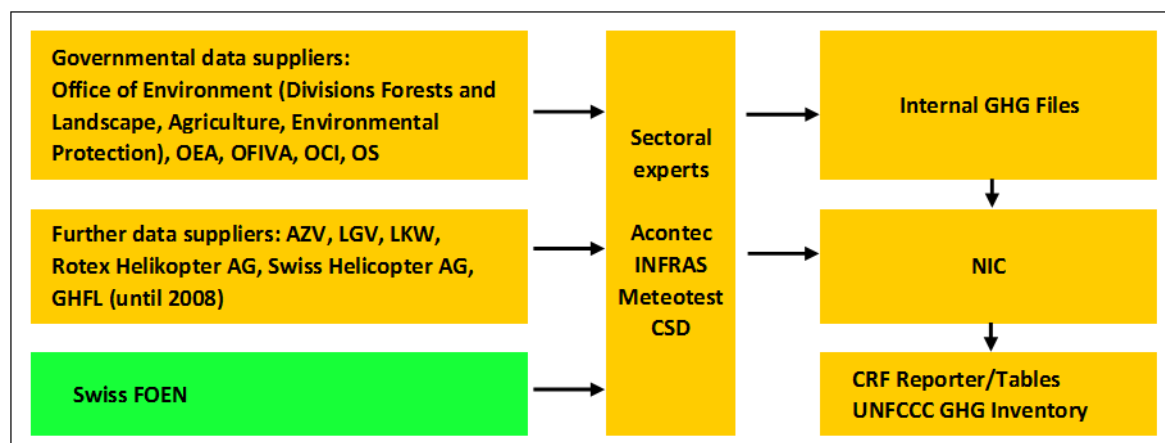 Governmental data suppliers:
Office of Environment (Divisions Forests and
Landscape, Agriculture, Environmental
Protection), OEA, OFIVA, OCI, OS
Further data suppliers: AZV, LGV, LKW,
Rotex Helikopter AG, Swiss Helicopter AG,
GHFL (until 2008)
Swiss FOEN
Sectoral
experts
Acontec
INFRAS
Meteotest
CSD
Internal GHG Files
NIC
CRF Reporter/Tables
UNFCCC GHG Inventory